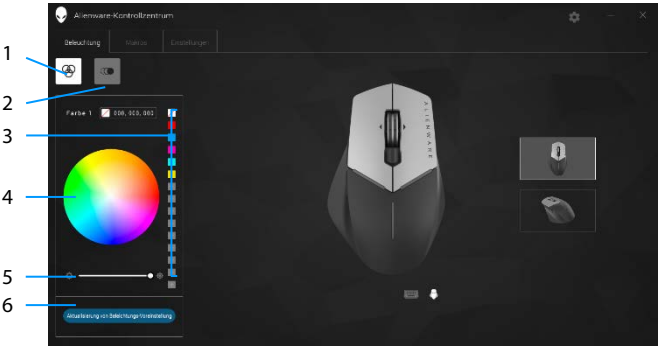 Alienware-Kontrollzentrum
Beleuchtung Makros Einstellungen
1
2
Farbe 1 000,000,000
3
4
5
6
Aktualisierung von Beleichtungs-Voreinstellung
ALIENWARE